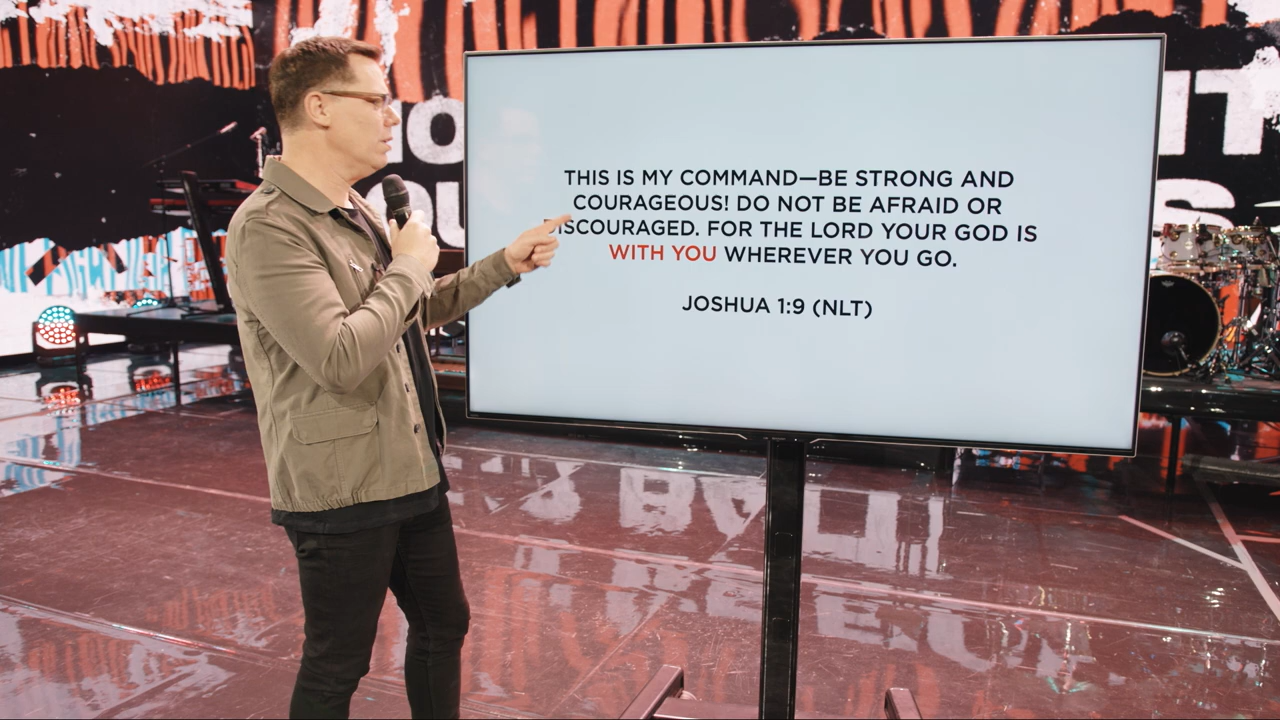 THIS IS MY COMMAND—BE STRONG AND
COURAGEOUS! DO NOT BE AFRAID OR
DISCOURAGED. FOR THE LORD YOUR GOD IS
WITH YOU WHEREVER YOU GO.
JOSHUA 1:9 (NLT)